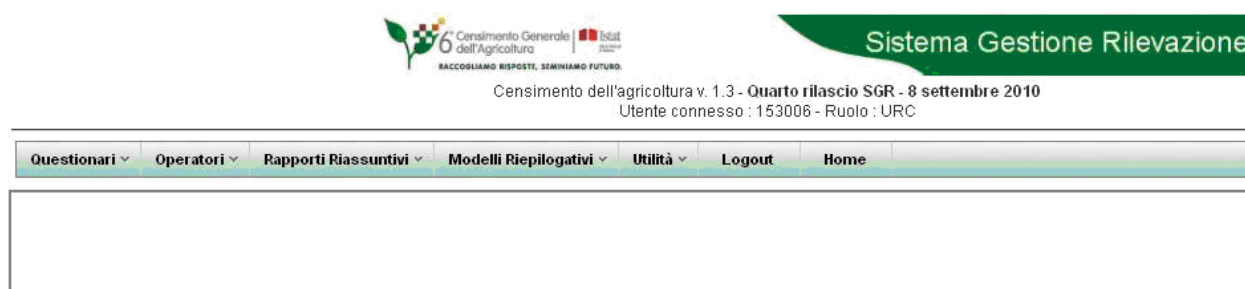 6° Censimento Generale dell'Agricoltura
Istat
RACCOGLIAMO RISPOSTE, SEMINIAMO FUTURO.
Sistema Gestione Rilevazione
Censimento dell'agricoltura v. 1.3 - Quarto rilascio SGR - 8 settembre 2010
Utente connesso : 153006 - Ruolo : URC
Questionari Operatori Rapporti Riassuntivi Modelli Riepilogativi Utilità Logout Home